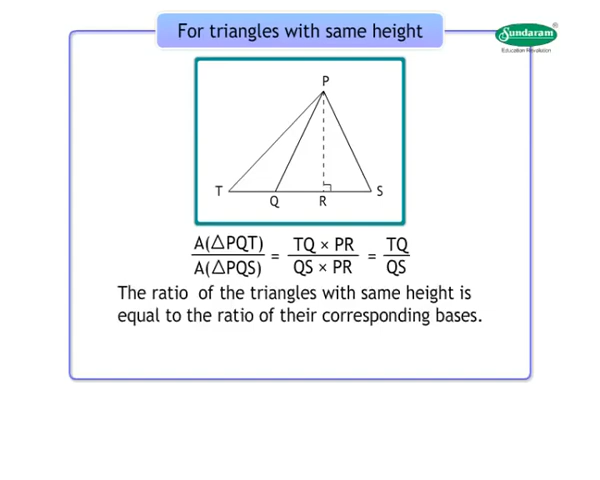 For triangles with same height
Sundaram
®
Education Revolution
P
T
Q
R
S
A(△PQT) / A(△PQS) = TQ × PR / QS × PR = TQ / QS
The ratio of the triangles with same height is
equal to the ratio of their corresponding bases.